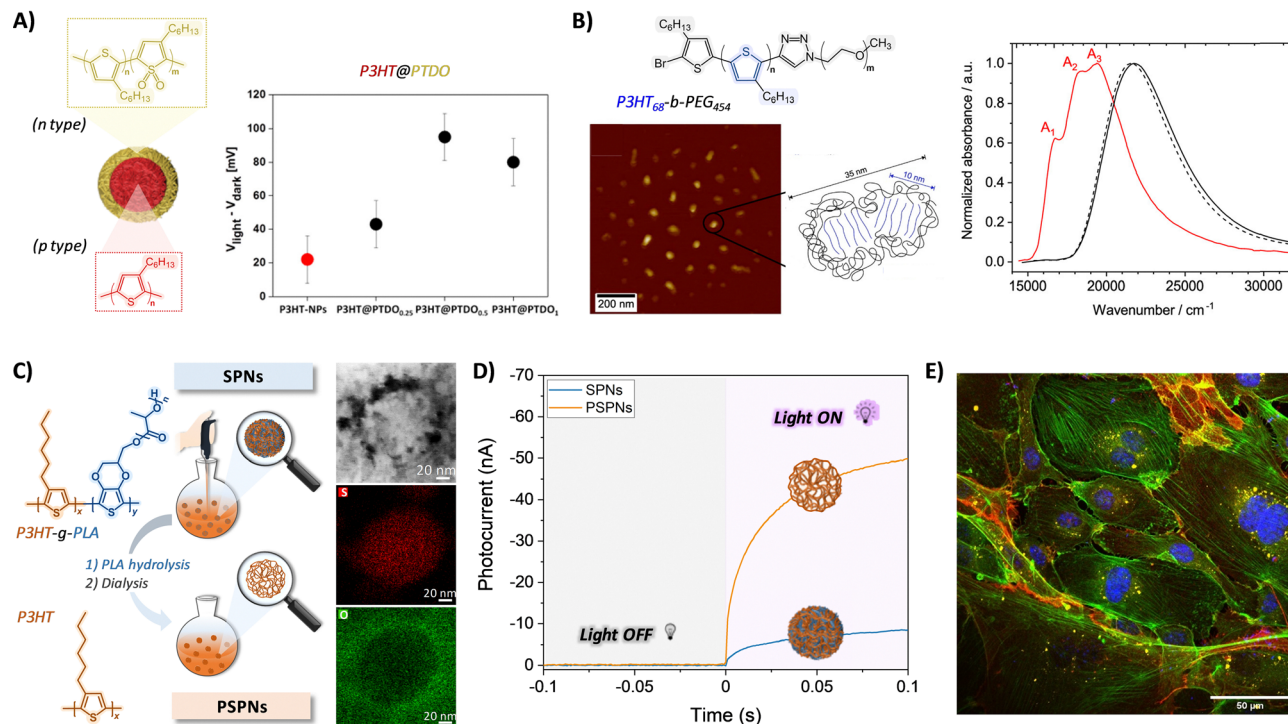 A)
C₆H₁₃
S
n
S
m
O O
C₆H₁₃
(n type)
(p type)
C₆H₁₃
S
n
P3HT@PTDO
V_light - V_dark [mV]
120
100
80
60
40
20
0
P3HT-NPs P3HT@PTDO₀.₂₅ P3HT@PTDO₀.₅ P3HT@PTDO₁
B)
C₆H₁₃
Br
S
S
n
C₆H₁₃
N=N
N
O
m
CH₃
P3HT₆₈-b-PEG₄₅₄
200 nm
35 nm
10 nm
Normalized absorbance / a.u.
1.0
0.8
0.6
0.4
0.2
0.0
A₁
A₂
A₃
15000 20000 25000 30000
Wavenumber / cm⁻¹
C)
SPNs
H
O
n
O
O
O O
S
x
S
y
P3HT-g-PLA
1) PLA hydrolysis
2) Dialysis
P3HT
S
x
PSPNs
20 nm
S
20 nm
O
20 nm
D)
Photocurrent (nA)
-70
-60
-50
-40
-30
-20
-10
0
SPNs
PSPNs
Light ON
Light OFF
-0.1 -0.05 0 0.05 0.1
Time (s)
E)
50 µm